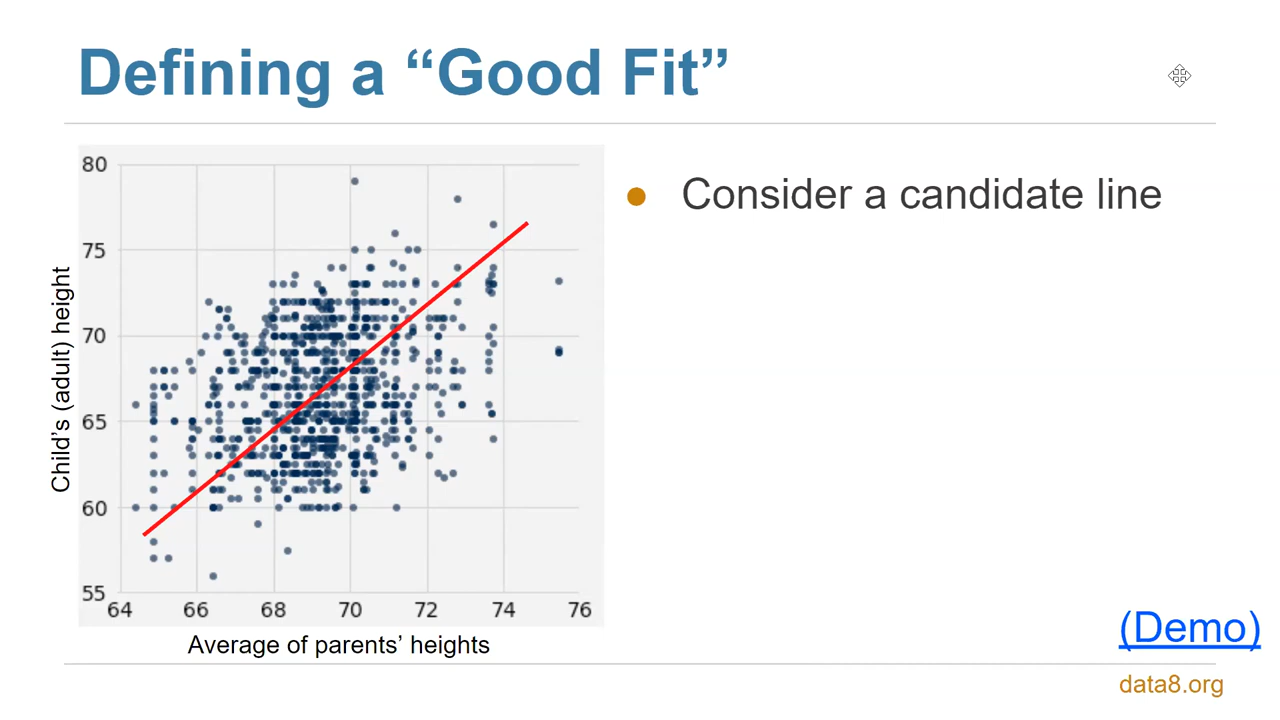 Defining a “Good Fit”
80
75
70
65
60
55
64 66 68 70 72 74 76
Child’s (adult) height
Average of parents’ heights
● Consider a candidate line
(Demo)
data8.org